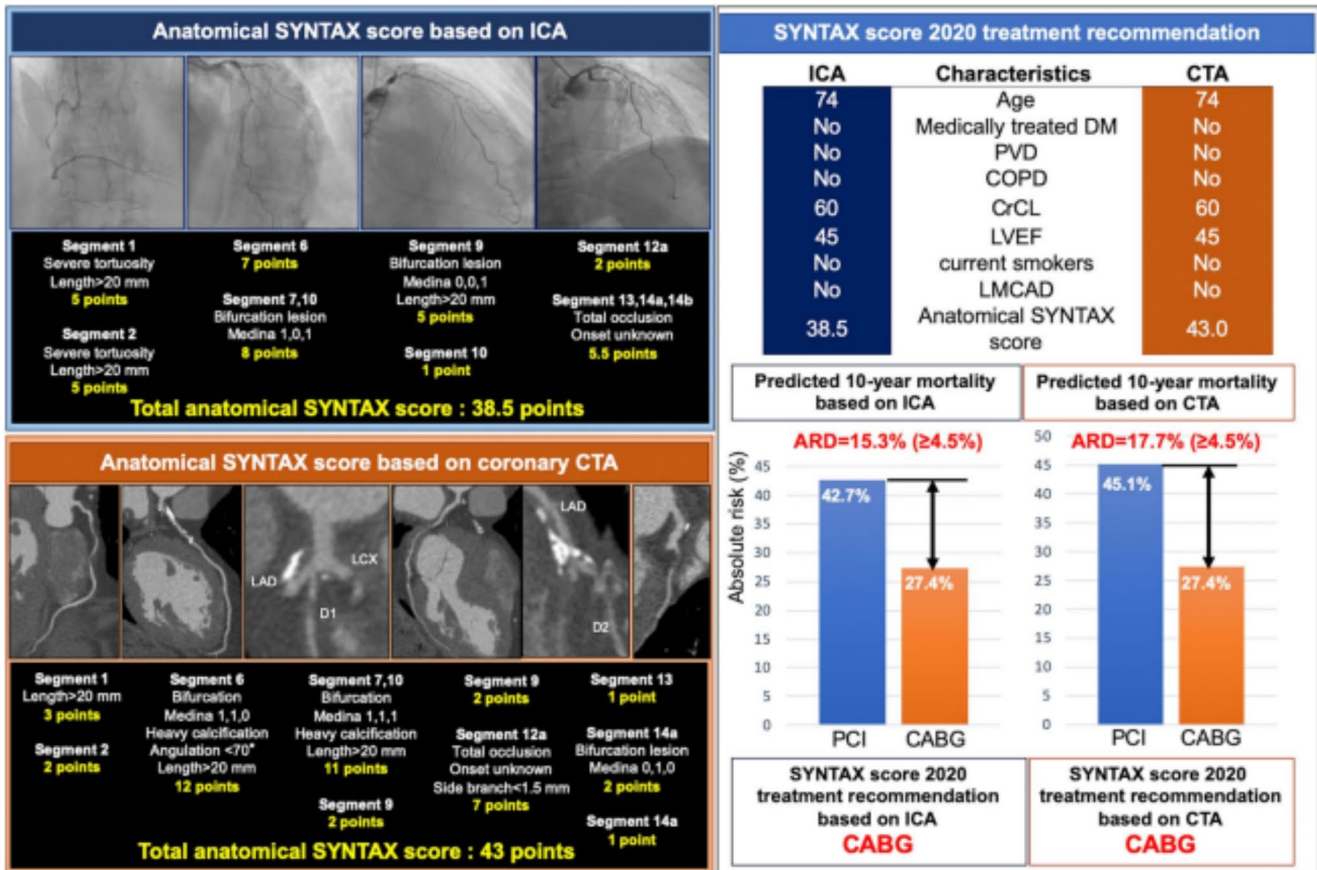 Anatomical SYNTAX score based on ICA
Segment 1
Severe tortuosity
Length>20 mm
5 points
Segment 2
Severe tortuosity
Length>20 mm
5 points
Segment 6
7 points
Segment 7,10
Bifurcation lesion
Medina 1,0,1
8 points
Segment 9
Bifurcation lesion
Medina 0,0,1
Length>20 mm
5 points
Segment 10
1 point
Segment 12a
2 points
Segment 13,14a,14b
Total occlusion
Onset unknown
5.5 points
Total anatomical SYNTAX score : 38.5 points
Anatomical SYNTAX score based on coronary CTA
LAD
LCX
D1
LAD
D2
Segment 1
Length>20 mm
3 points
Segment 2
2 points
Segment 6
Bifurcation
Medina 1,1,0
Heavy calcification
Angulation <70°
Length>20 mm
12 points
Segment 7,10
Bifurcation
Medina 1,1,1
Heavy calcification
Length>20 mm
11 points
Segment 9
2 points
Segment 9
2 points
Segment 12a
Total occlusion
Onset unknown
Side branch<1.5 mm
7 points
Segment 13
1 point
Segment 14a
Bifurcation lesion
Medina 0,1,0
2 points
Segment 14a
1 point
Total anatomical SYNTAX score : 43 points
SYNTAX score 2020 treatment recommendation
ICA Characteristics CTA
74 Age 74
No Medically treated DM No
No PVD No
No COPD No
60 CrCL 60
45 LVEF 45
No current smokers No
No LMCAD No
38.5 Anatomical SYNTAX score 43.0
Predicted 10-year mortality
based on ICA
Predicted 10-year mortality
based on CTA
ARD=15.3% (≥4.5%)
Absolute risk (%)
45
40
35
30
25
20
15
10
5
0
42.7%
27.4%
PCI CABG
ARD=17.7% (≥4.5%)
50
45
40
35
30
25
20
15
10
5
0
45.1%
27.4%
PCI CABG
SYNTAX score 2020
treatment recommendation
based on ICA
CABG
SYNTAX score 2020
treatment recommendation
based on CTA
CABG